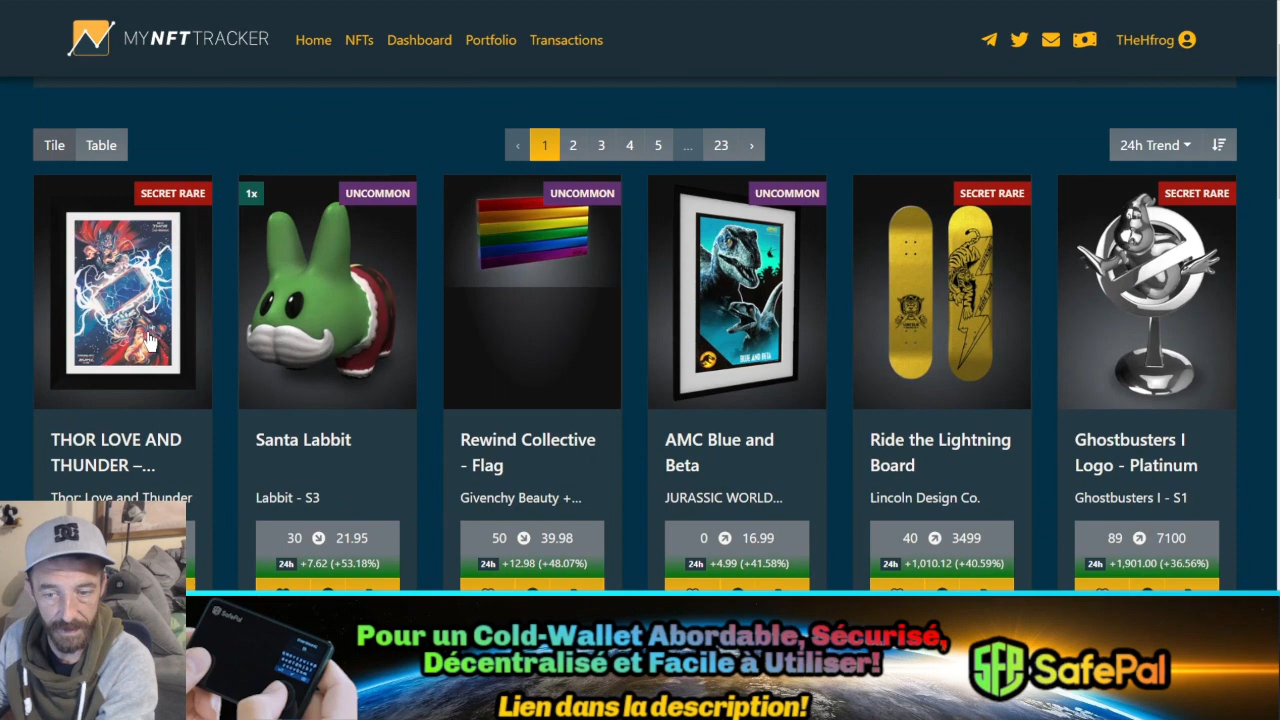 MYNFTTRACKER Home NFTs Dashboard Portfolio Transactions THeHfrog
Tile Table ‹ 1 2 3 4 5 ... 23 › 24h Trend
SECRET RARE 1x UNCOMMON UNCOMMON UNCOMMON SECRET RARE SECRET RARE
BLUE AND BETA
THOR LOVE AND
THUNDER –...
Thor: Love and Thunder
Santa Labbit
Labbit - S3
30 21.95
24h +7.62 (+53.18%)
Rewind Collective
- Flag
Givenchy Beauty +...
50 39.98
24h +12.98 (+48.07%)
AMC Blue and
Beta
JURASSIC WORLD...
0 16.99
24h +4.99 (+41.58%)
Ride the Lightning
Board
Lincoln Design Co.
40 3499
24h +1,010.12 (+40.59%)
Ghostbusters I
Logo - Platinum
Ghostbusters I - S1
89 7100
24h +1,901.00 (+36.56%)
SafePal
Pour un Cold-Wallet Abordable, Sécurisé,
Décentralisé et Facile à Utiliser!
Lien dans la description!
SFP SafePal